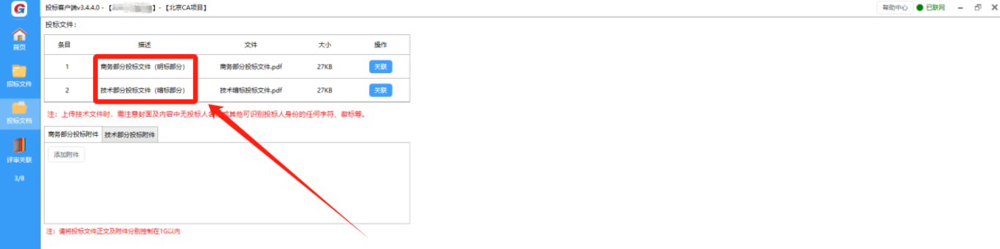 投标客户端v3.4.4.0 - 【】 - 【北京CA项目】
帮助中心 已联网
首页
招标文件
投标文档
评审关联
3/8
投标文件：
条目 描述 文件 大小 操作
1 商务部分投标文件（明标部分） 商务部分投标文件.pdf 27KB 关联
2 技术部分投标文件（暗标部分） 技术暗标投标文件.pdf 27KB 关联
注：上传技术文件时，需注意封面及内容中无投标人名 或其他可识别投标人身份的任何字符、徽标等。
商务部分投标附件 技术部分投标附件
添加附件
注：请将投标文件正文及附件分别控制在1G以内